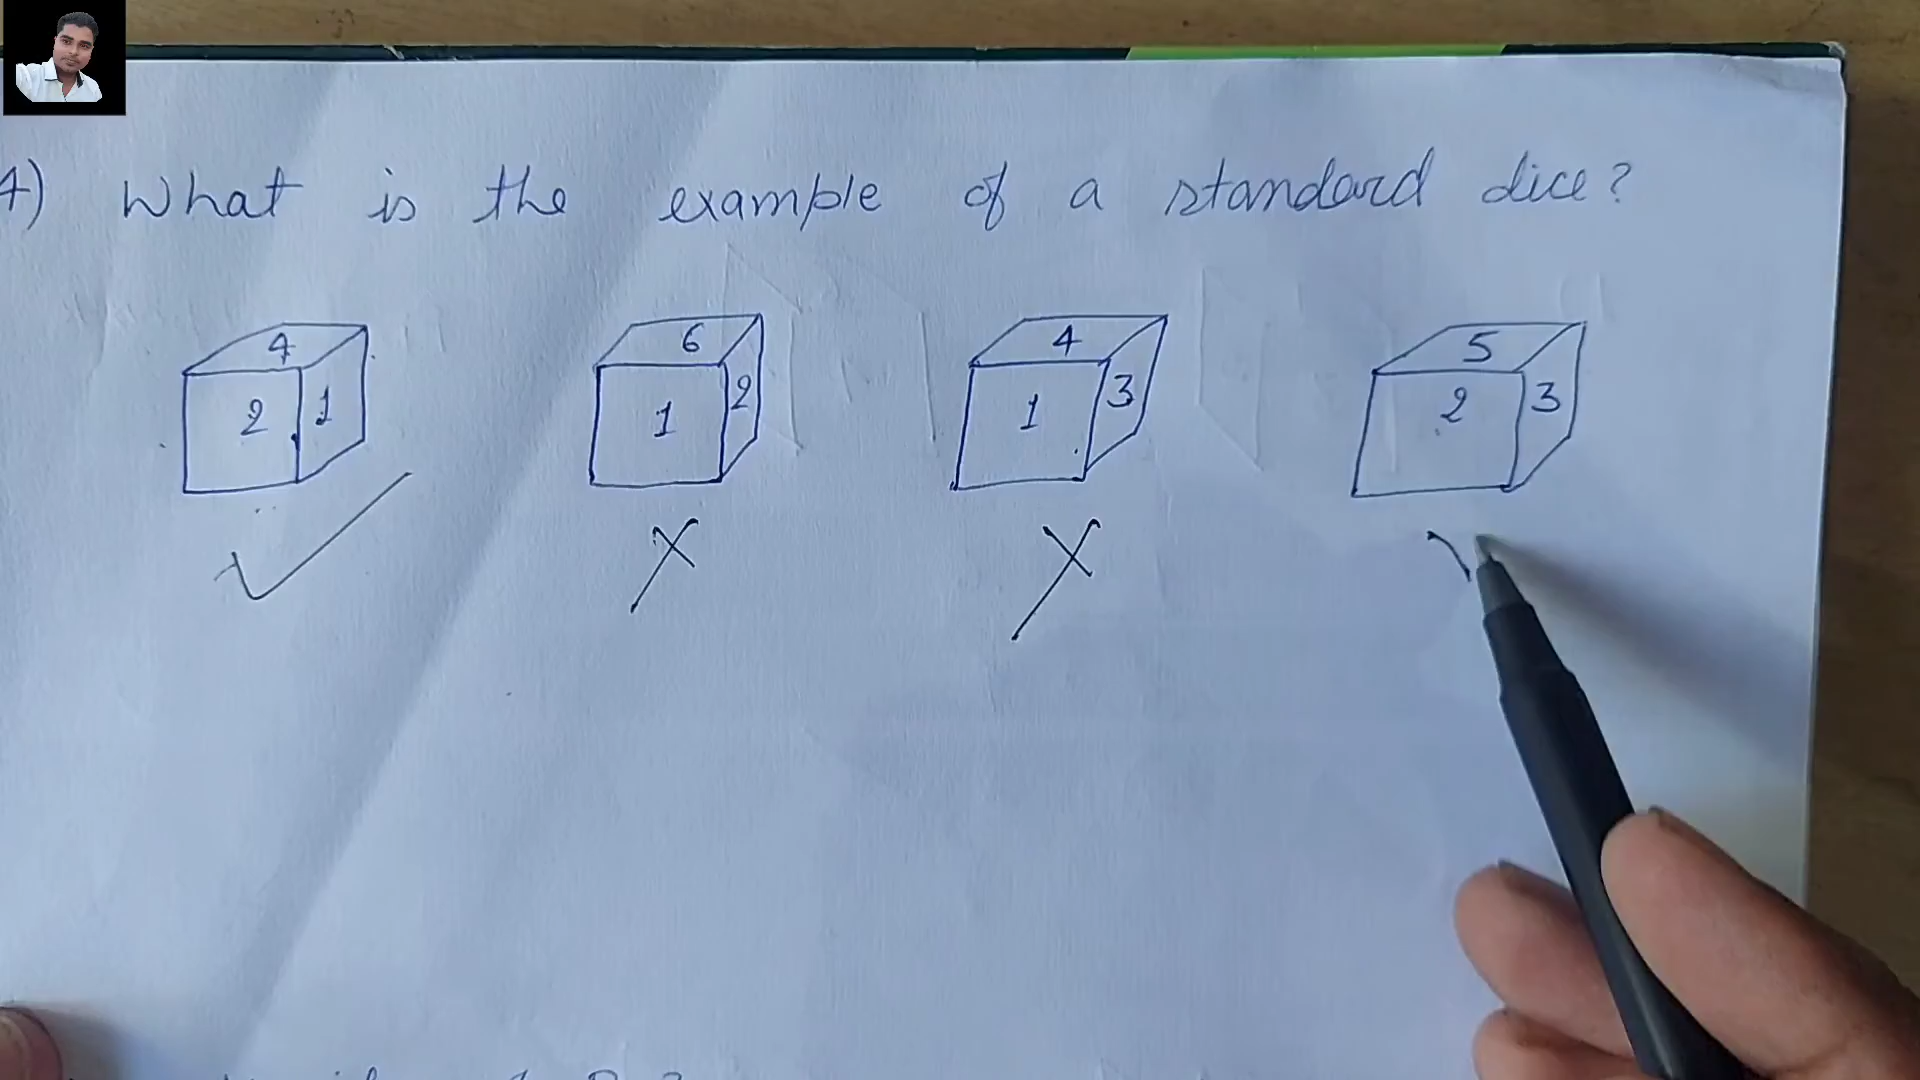 4) What is the example of a standard dice?
4 6 4 5
2 1 1 2 1 3 2 3